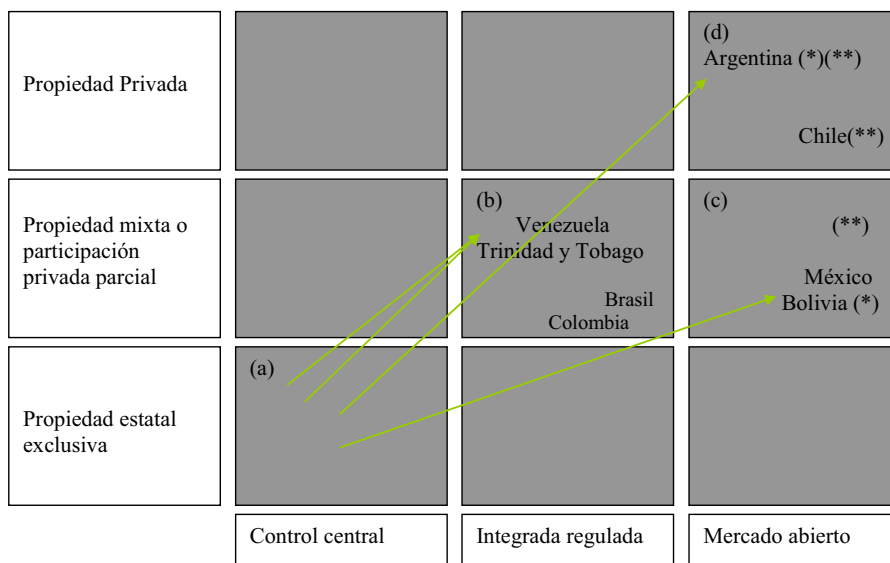 (d)
Argentina (*)(**)
Propiedad Privada
Chile(**)
Propiedad mixta o
participación
privada parcial
(b)
Venezuela
Trinidad y Tobago
Brasil
Colombia
(c)
(**)
México
Bolivia (*)
(a)
Propiedad estatal
exclusiva
Control central
Integrada regulada
Mercado abierto